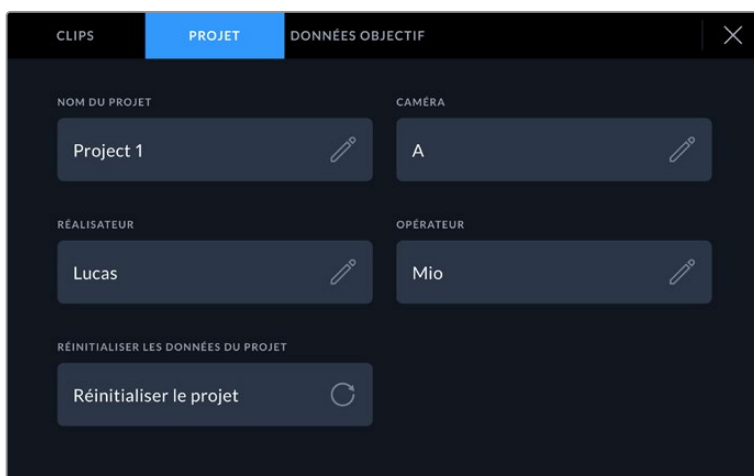 CLIPS PROJET DONNÉES OBJECTIF
NOM DU PROJET CAMÉRA
Project 1 A
RÉALISATEUR OPÉRATEUR
Lucas Mio
RÉINITIALISER LES DONNÉES DU PROJET
Réinitialiser le projet